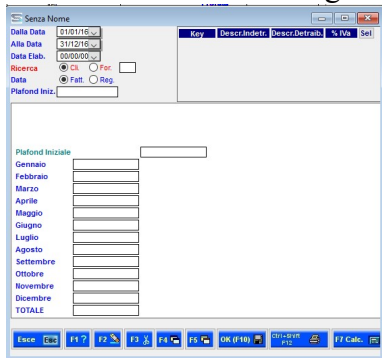 Senza Nome
Dalla Data 01/01/16
Alla Data 31/12/16
Data Elab. 00/00/00
Ricerca Cli. For.
Data Fatt. Reg.
Plafond Iniz.
Key Descr.Indetr. Descr.Detraib. % IVa Sel
Plafond Iniziale
Gennaio
Febbraio
Marzo
Aprile
Maggio
Giugno
Luglio
Agosto
Settembre
Ottobre
Novembre
Dicembre
TOTALE
Esce Esc F1 ? F2 F3 F4 F5 OK (F10) Ctrl+Shift F12 F7 Calc.